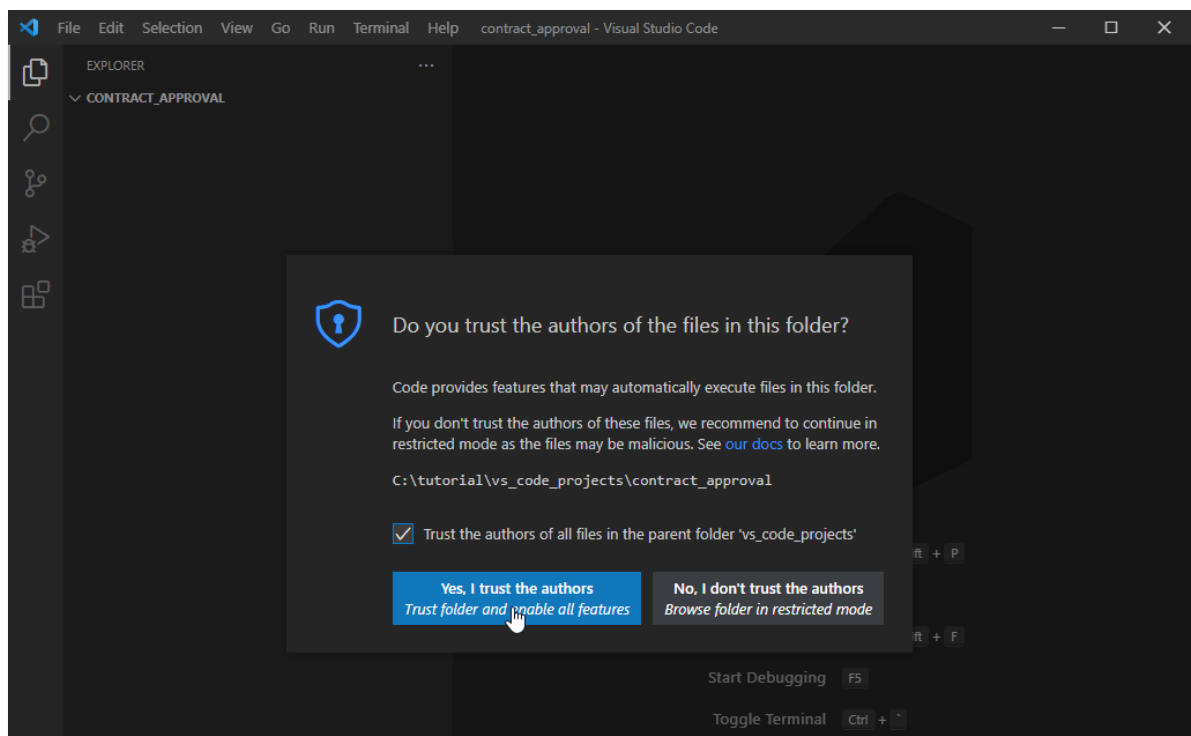 File Edit Selection View Go Run Terminal Help contract_approval - Visual Studio Code
EXPLORER
CONTRACT_APPROVAL
Do you trust the authors of the files in this folder?
Code provides features that may automatically execute files in this folder.
If you don't trust the authors of these files, we recommend to continue in
restricted mode as the files may be malicious. See our docs to learn more.
C:\tutorial\vs_code_projects\contract_approval
Trust the authors of all files in the parent folder 'vs_code_projects'
Yes, I trust the authors
Trust folder and enable all features
No, I don't trust the authors
Browse folder in restricted mode
+ P
+ F
Start Debugging F5
Toggle Terminal Ctrl + `